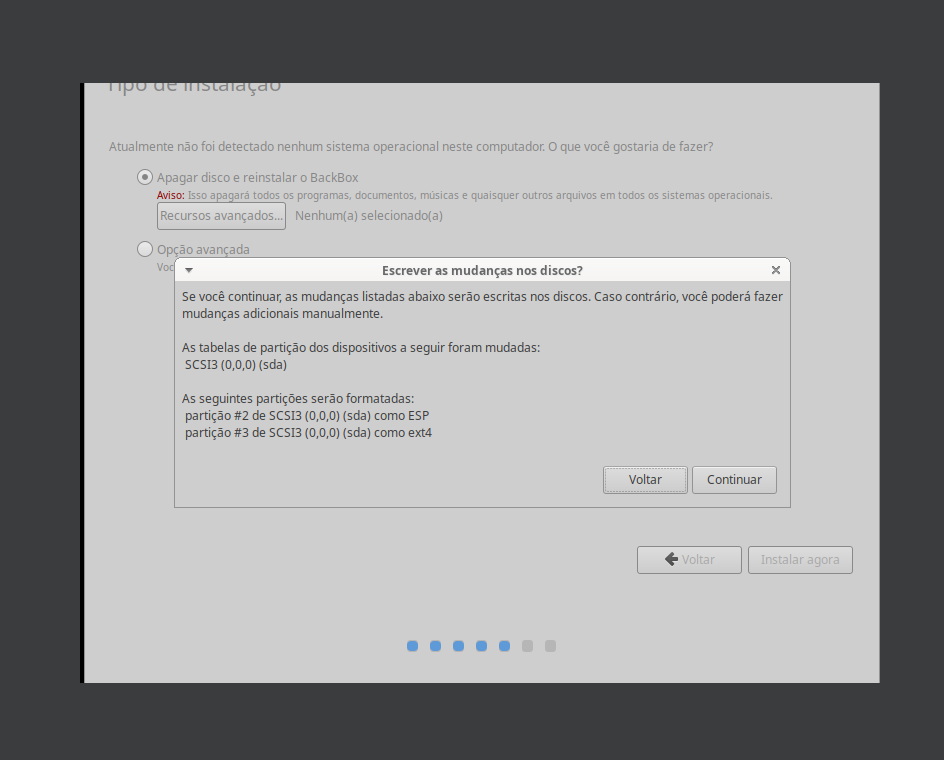 Tipo de instalação
Atualmente não foi detectado nenhum sistema operacional neste computador. O que você gostaria de fazer?
Apagar disco e reinstalar o BackBox
Aviso: Isso apagará todos os programas, documentos, músicas e quaisquer outros arquivos em todos os sistemas operacionais.
Recursos avançados... Nenhum(a) selecionado(a)
Opção avançada
Escrever as mudanças nos discos?
Se você continuar, as mudanças listadas abaixo serão escritas nos discos. Caso contrário, você poderá fazer
mudanças adicionais manualmente.
As tabelas de partição dos dispositivos a seguir foram mudadas:
SCSI3 (0,0,0) (sda)
As seguintes partições serão formatadas:
partição #2 de SCSI3 (0,0,0) (sda) como ESP
partição #3 de SCSI3 (0,0,0) (sda) como ext4
Voltar Continuar
Voltar Instalar agora